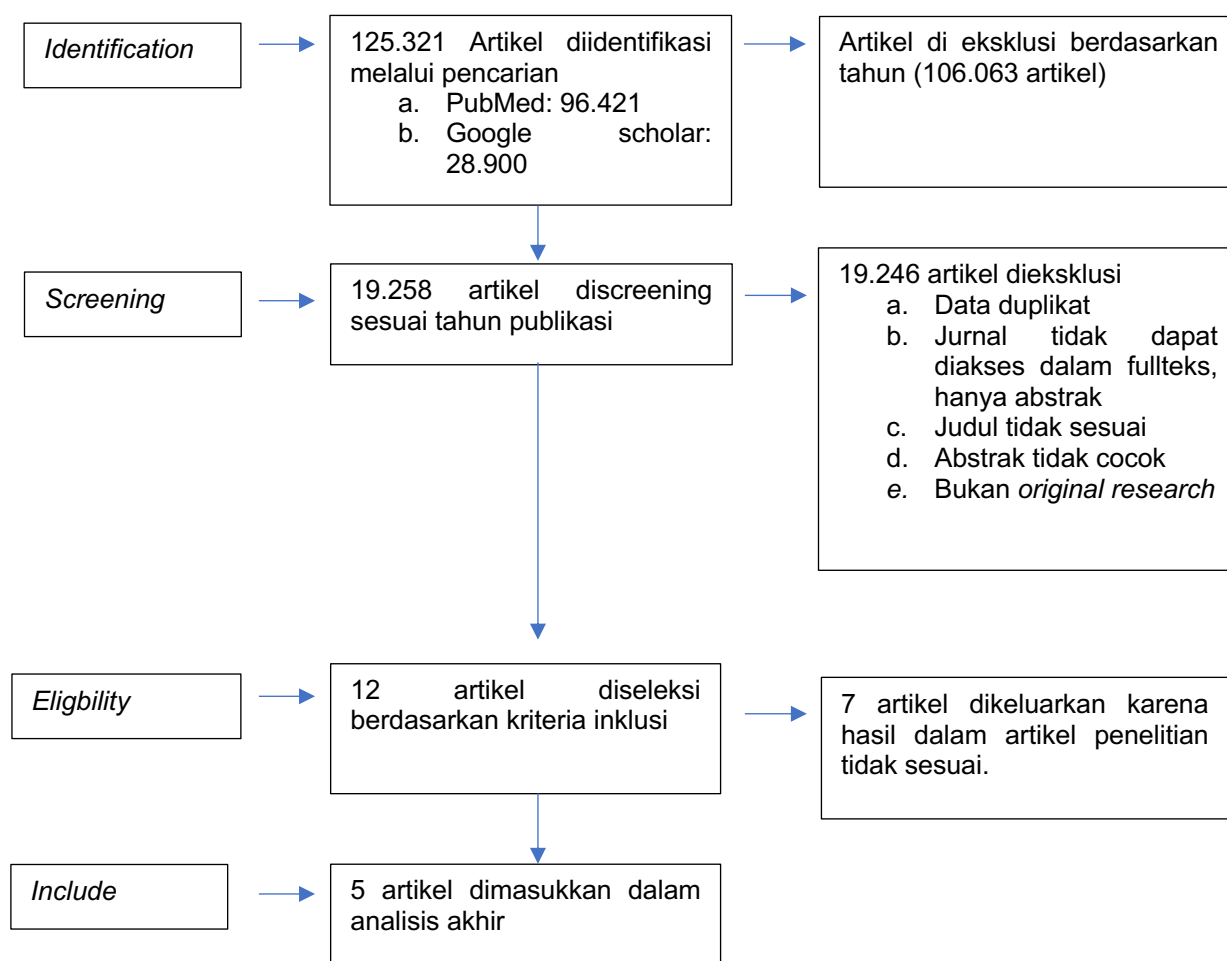 Identification
125.321 Artikel diidentifikasi
melalui pencarian
a. PubMed: 96.421
b. Google scholar:
28.900
Artikel di eksklusi berdasarkan
tahun (106.063 artikel)
Screening
19.258 artikel discreening
sesuai tahun publikasi
19.246 artikel dieksklusi
a. Data duplikat
b. Jurnal tidak dapat
diakses dalam fullteks,
hanya abstrak
c. Judul tidak sesuai
d. Abstrak tidak cocok
e. Bukan original research
Eligbility
12 artikel diseleksi
berdasarkan kriteria inklusi
7 artikel dikeluarkan karena
hasil dalam artikel penelitian
tidak sesuai.
Include
5 artikel dimasukkan dalam
analisis akhir